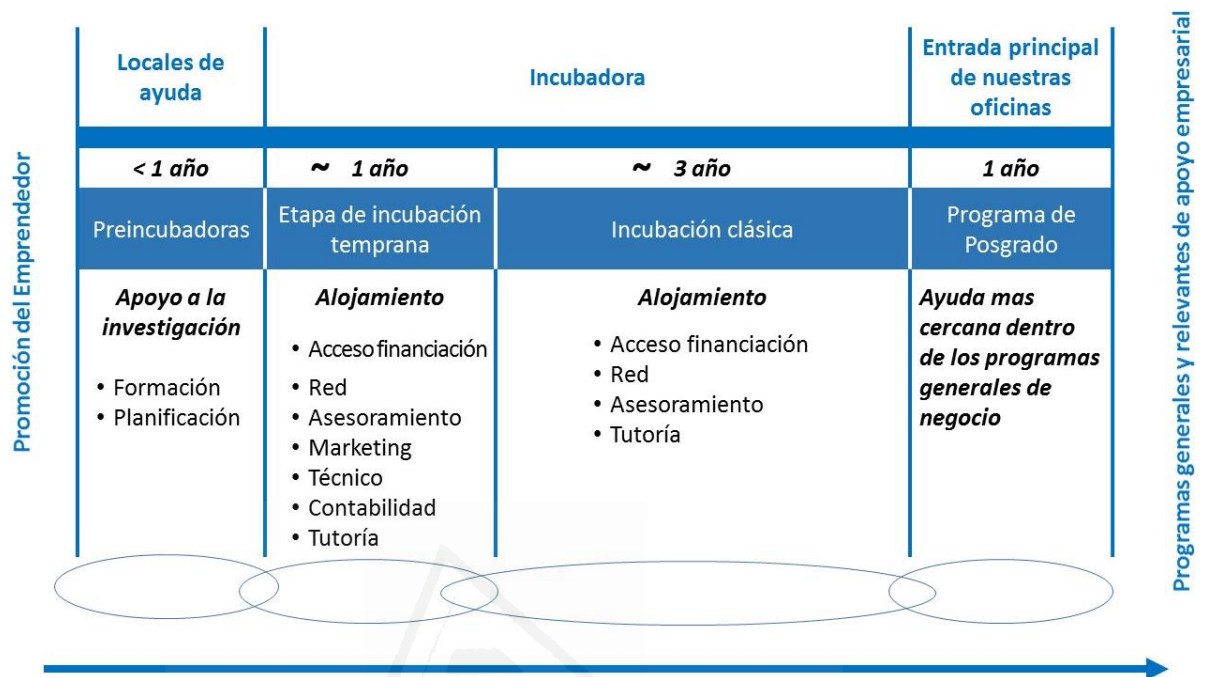 Promoción del Emprendedor
Locales de
ayuda
Incubadora
Entrada principal
de nuestras
oficinas
< 1 año
~ 1 año
~ 3 año
1 año
Preincubadoras
Etapa de incubación
temprana
Incubación clásica
Programa de
Posgrado
Apoyo a la
investigación
• Formación
• Planificación
Alojamiento
• Acceso financiación
• Red
• Asesoramiento
• Marketing
• Técnico
• Contabilidad
• Tutoría
Alojamiento
• Acceso financiación
• Red
• Asesoramiento
• Tutoría
Ayuda mas
cercana dentro
de los programas
generales de
negocio
Programas generales y relevantes de apoyo empresarial